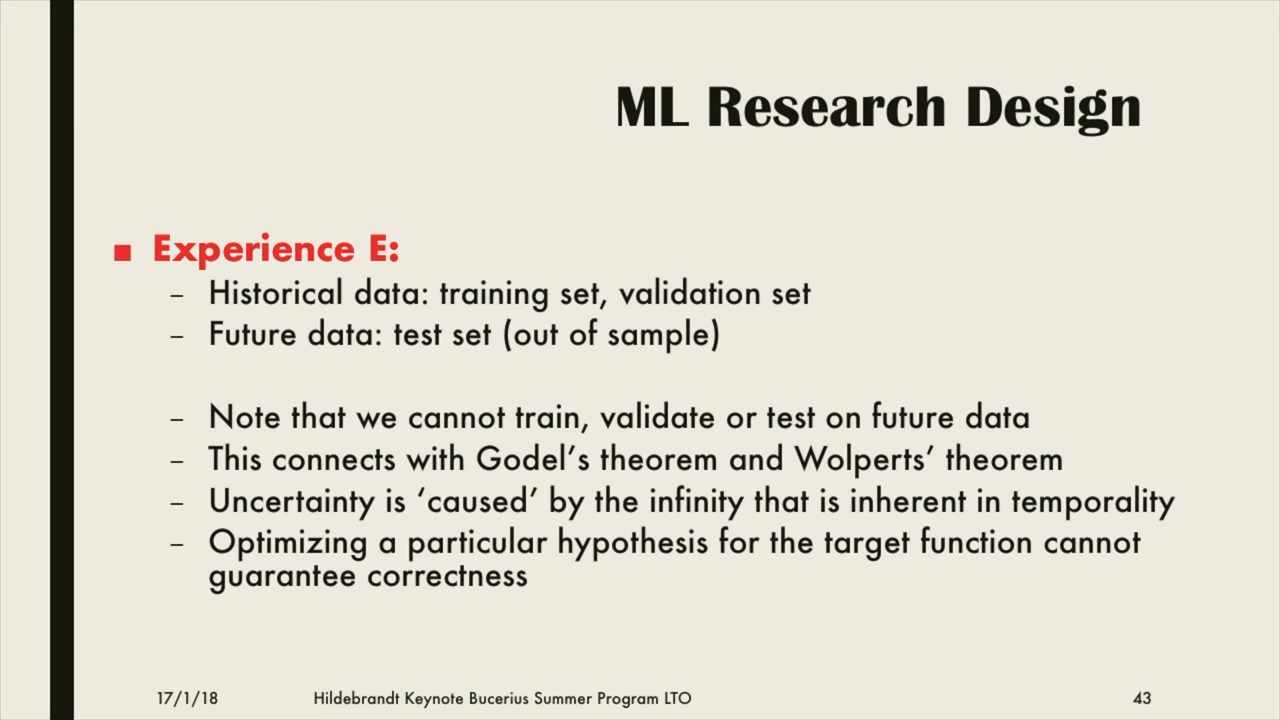 ML Research Design
■ Experience E:
– Historical data: training set, validation set
– Future data: test set (out of sample)
– Note that we cannot train, validate or test on future data
– This connects with Godel’s theorem and Wolperts’ theorem
– Uncertainty is ‘caused’ by the infinity that is inherent in temporality
– Optimizing a particular hypothesis for the target function cannot
guarantee correctness
17/1/18 Hildebrandt Keynote Bucerius Summer Program LTO 43